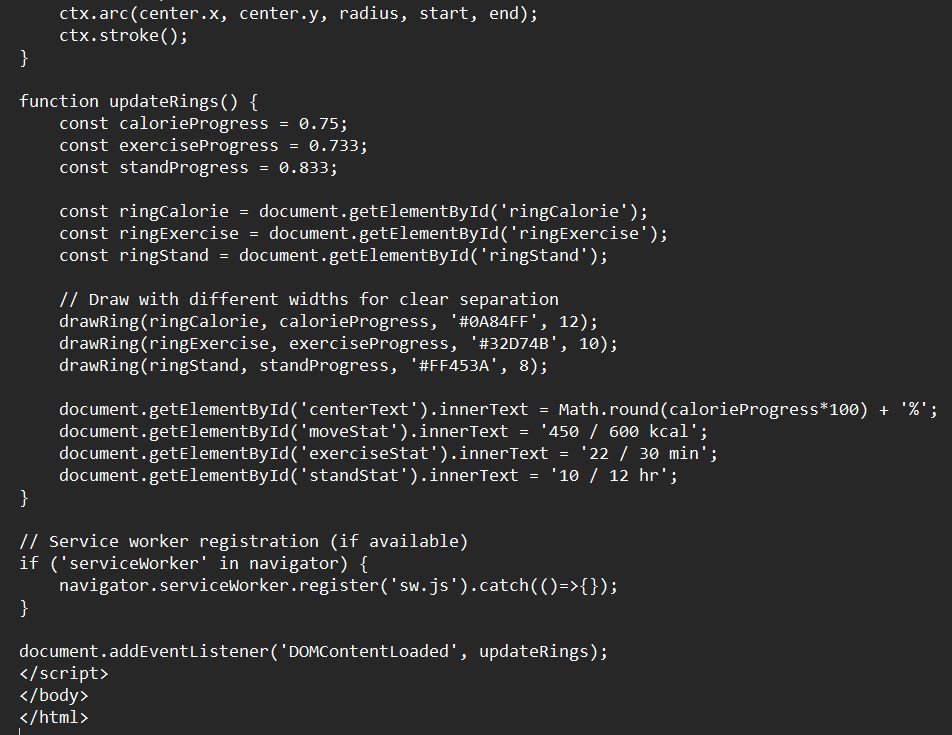 ctx.arc(center.x, center.y, radius, start, end);
    ctx.stroke();
}

function updateRings() {
    const calorieProgress = 0.75;
    const exerciseProgress = 0.733;
    const standProgress = 0.833;

    const ringCalorie = document.getElementById('ringCalorie');
    const ringExercise = document.getElementById('ringExercise');
    const ringStand = document.getElementById('ringStand');

    // Draw with different widths for clear separation
    drawRing(ringCalorie, calorieProgress, '#0A84FF', 12);
    drawRing(ringExercise, exerciseProgress, '#32D74B', 10);
    drawRing(ringStand, standProgress, '#FF453A', 8);

    document.getElementById('centerText').innerText = Math.round(calorieProgress*100) + '%';
    document.getElementById('moveStat').innerText = '450 / 600 kcal';
    document.getElementById('exerciseStat').innerText = '22 / 30 min';
    document.getElementById('standStat').innerText = '10 / 12 hr';
}

// Service worker registration (if available)
if ('serviceWorker' in navigator) {
    navigator.serviceWorker.register('sw.js').catch(()=>{});
}

document.addEventListener('DOMContentLoaded', updateRings);
</script>
</body>
</html>